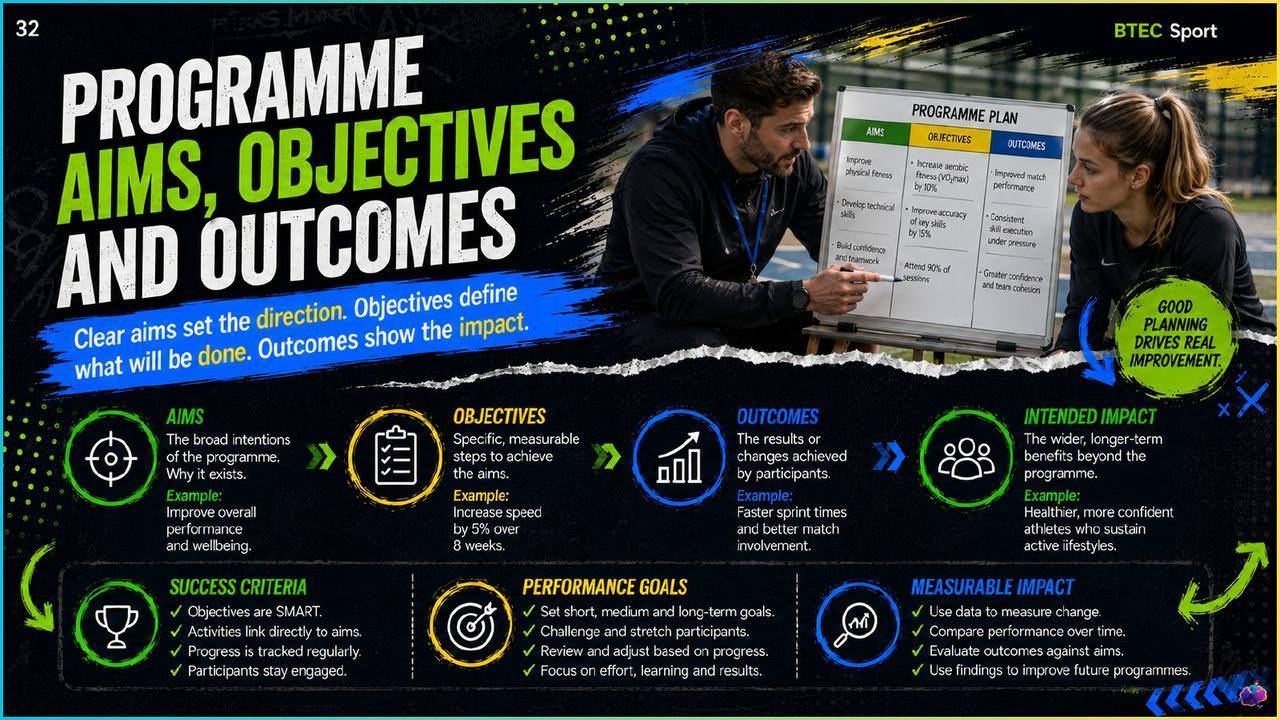 32
BTEC Sport
PROGRAMME
AIMS, OBJECTIVES
AND OUTCOMES
Clear aims set the direction. Objectives define
what will be done. Outcomes show the impact.
PROGRAMME PLAN
AIMS
OBJECTIVES
OUTCOMES
Improve
physical fitness
• Increase aerobic
fitness (VO₂max)
by 10%
• Improved match
performance
• Develop technical
skills
• Improve accuracy
of key skills
by 15%
• Consistent
skill execution
under pressure
• Build confidence
and teamwork
Attend 90% of
sessions
• Greater confidence
and team cohesion
GOOD
PLANNING
DRIVES REAL
IMPROVEMENT.
AIMS
The broad intentions
of the programme.
Why it exists.
Example:
Improve overall
performance
and wellbeing.
OBJECTIVES
Specific, measurable
steps to achieve
the aims.
Example:
Increase speed
by 5% over
8 weeks.
OUTCOMES
The results or
changes achieved
by participants.
Example:
Faster sprint times
and better match
involvement.
INTENDED IMPACT
The wider, longer-term
benefits beyond the
programme.
Example:
Healthier, more confident
athletes who sustain
active lifestyles.
SUCCESS CRITERIA
✓ Objectives are SMART.
✓ Activities link directly to aims.
✓ Progress is tracked regularly.
✓ Participants stay engaged.
PERFORMANCE GOALS
✓ Set short, medium and long-term goals.
✓ Challenge and stretch participants.
✓ Review and adjust based on progress.
✓ Focus on effort, learning and results.
MEASURABLE IMPACT
✓ Use data to measure change.
✓ Compare performance over time.
✓ Evaluate outcomes against aims.
✓ Use findings to improve future programmes.